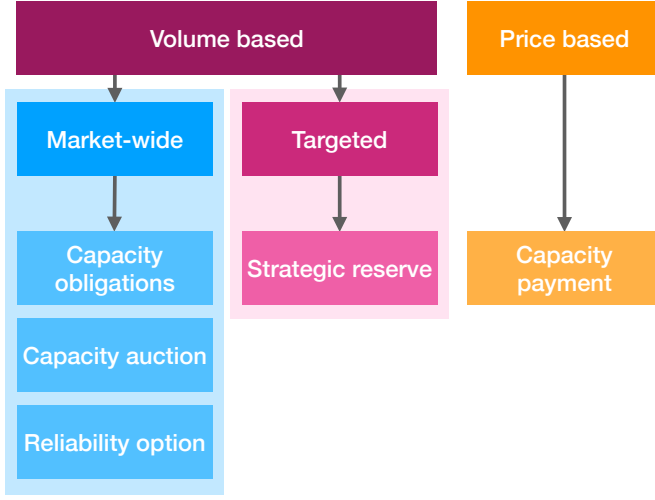 Volume based
Price based
Market-wide
Targeted
Capacity
obligations
Strategic reserve
Capacity
payment
Capacity auction
Reliability option